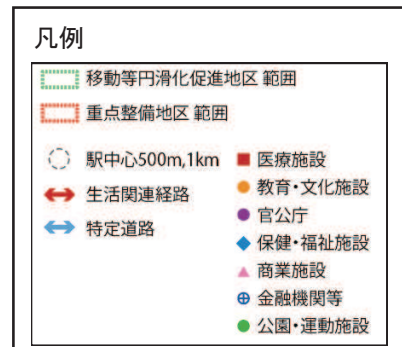 凡例
移動等円滑化促進地区 範囲
重点整備地区 範囲
駅中心500m,1km
生活関連経路
特定道路
医療施設
教育・文化施設
官公庁
保健・福祉施設
商業施設
金融機関等
公園・運動施設